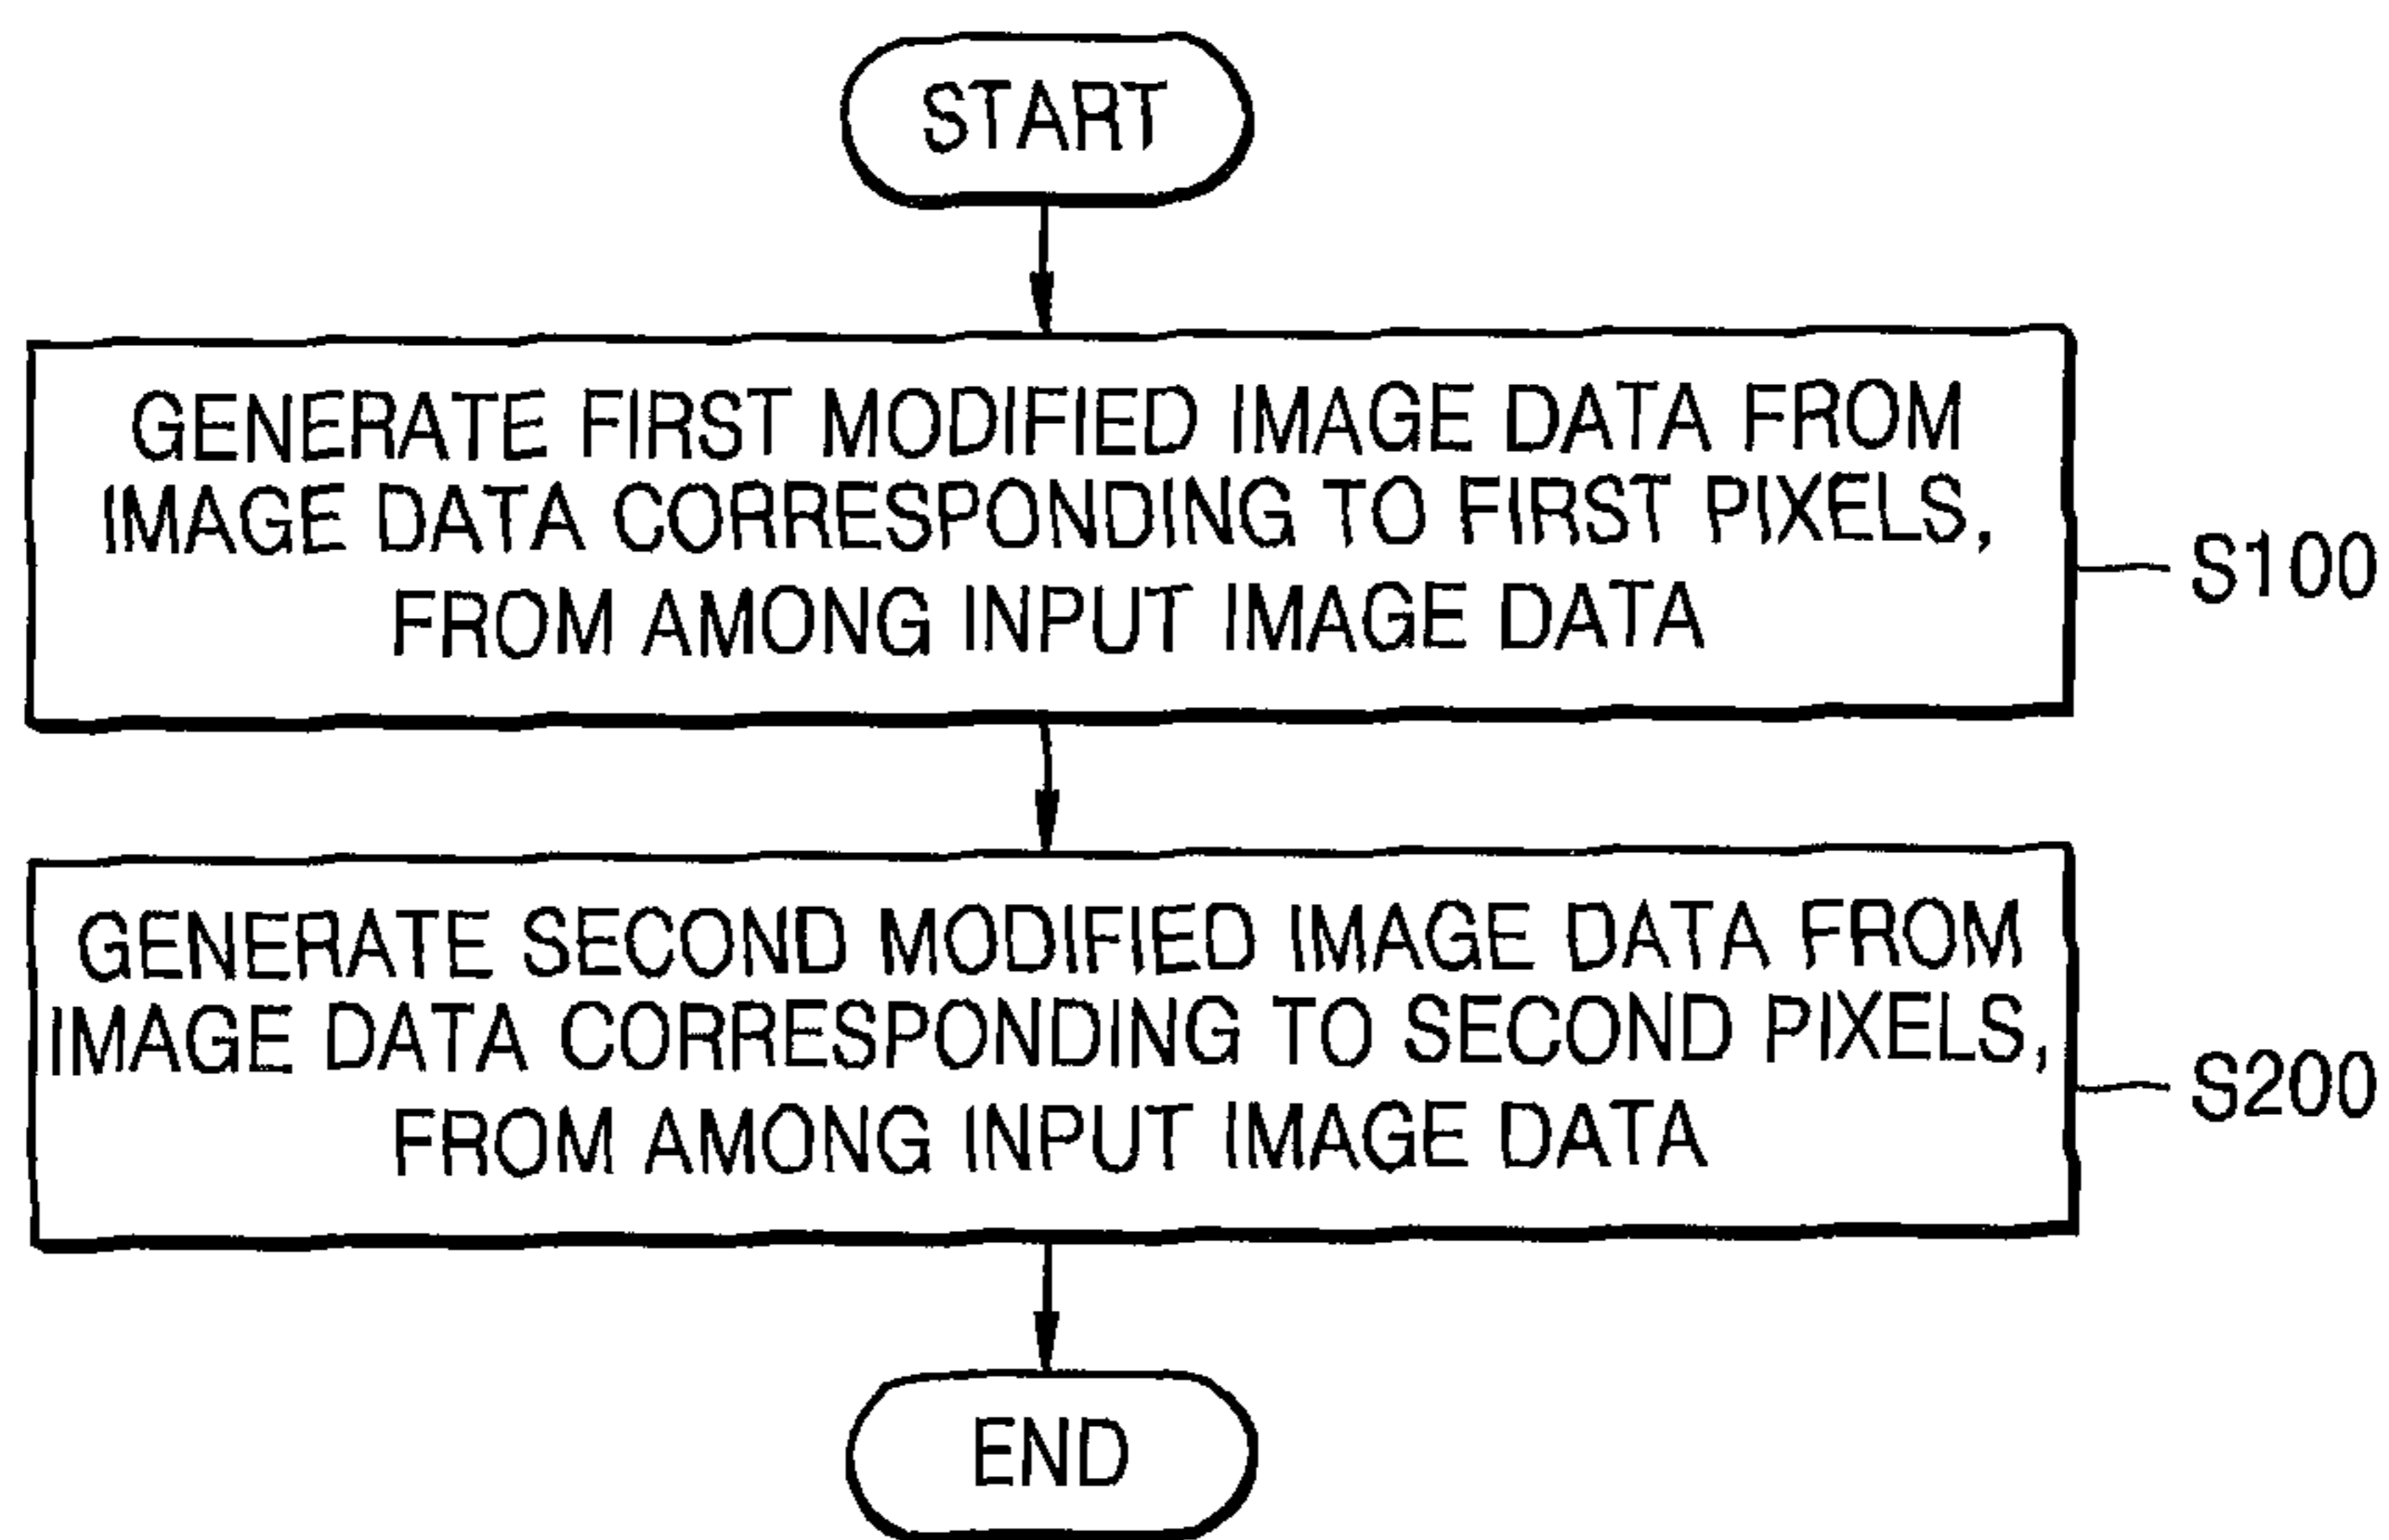 START
GENERATE FIRST MODIFIED IMAGE DATA FROM
IMAGE DATA CORRESPONDING TO FIRST PIXELS,
FROM AMONG INPUT IMAGE DATA
S100
GENERATE SECOND MODIFIED IMAGE DATA FROM
IMAGE DATA CORRESPONDING TO SECOND PIXELS,
FROM AMONG INPUT IMAGE DATA
S200
END